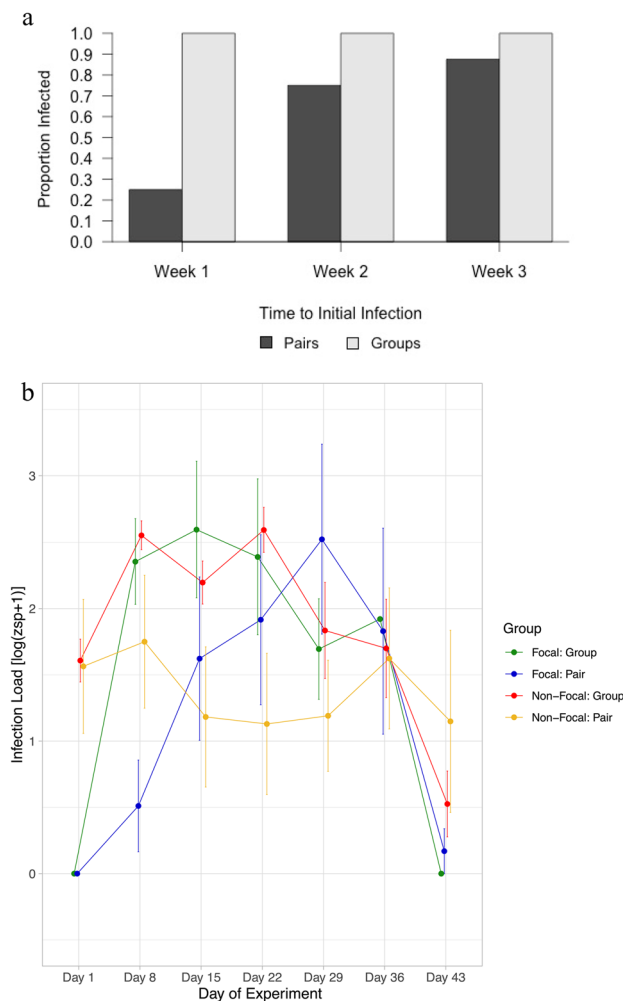 a
1.0
0.9
0.8
0.7
0.6
0.5
0.4
0.3
0.2
0.1
0.0
Proportion Infected
Week 1 Week 2 Week 3
Time to Initial Infection
Pairs Groups
b
3
2
1
0
Infection Load [log(zsp+1)]
Day 1 Day 8 Day 15 Day 22 Day 29 Day 36 Day 43
Day of Experiment
Group
Focal: Group
Focal: Pair
Non-Focal: Group
Non-Focal: Pair